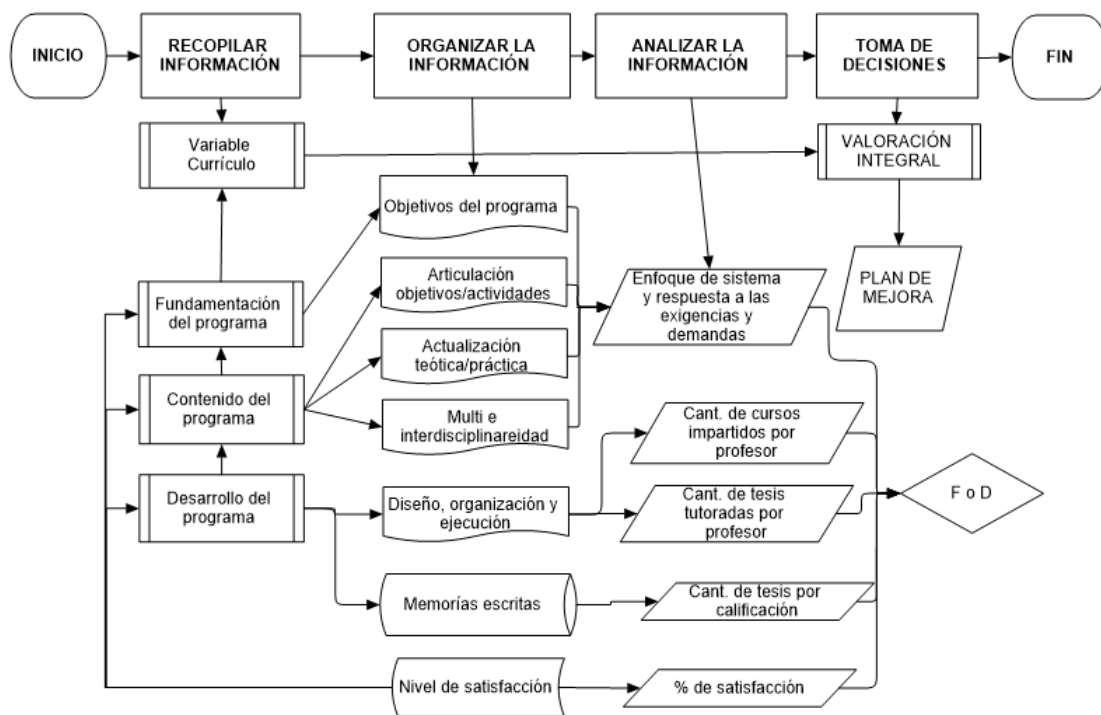 INICIO
RECOPILAR
INFORMACIÓN
ORGANIZAR LA
INFORMACIÓN
ANALIZAR LA
INFORMACIÓN
TOMA DE
DECISIONES
FIN
Variable
Currículo
VALORACIÓN
INTEGRAL
Objetivos del programa
Fundamentación
del programa
Articulación
objetivos/actividades
Enfoque de sistema
y respuesta a las
exigencias y
demandas
PLAN DE
MEJORA
Actualización
teótica/práctica
Contenido del
programa
Multi e
interdisciplinareidad
Cant. de cursos
impartidos por
profesor
Desarrollo del
programa
Diseño, organización y
ejecución
Cant. de tesis
tutoradas por
profesor
F o D
Memorías escritas
Cant. de tesis por
calificación
Nivel de satisfacción
% de satisfacción